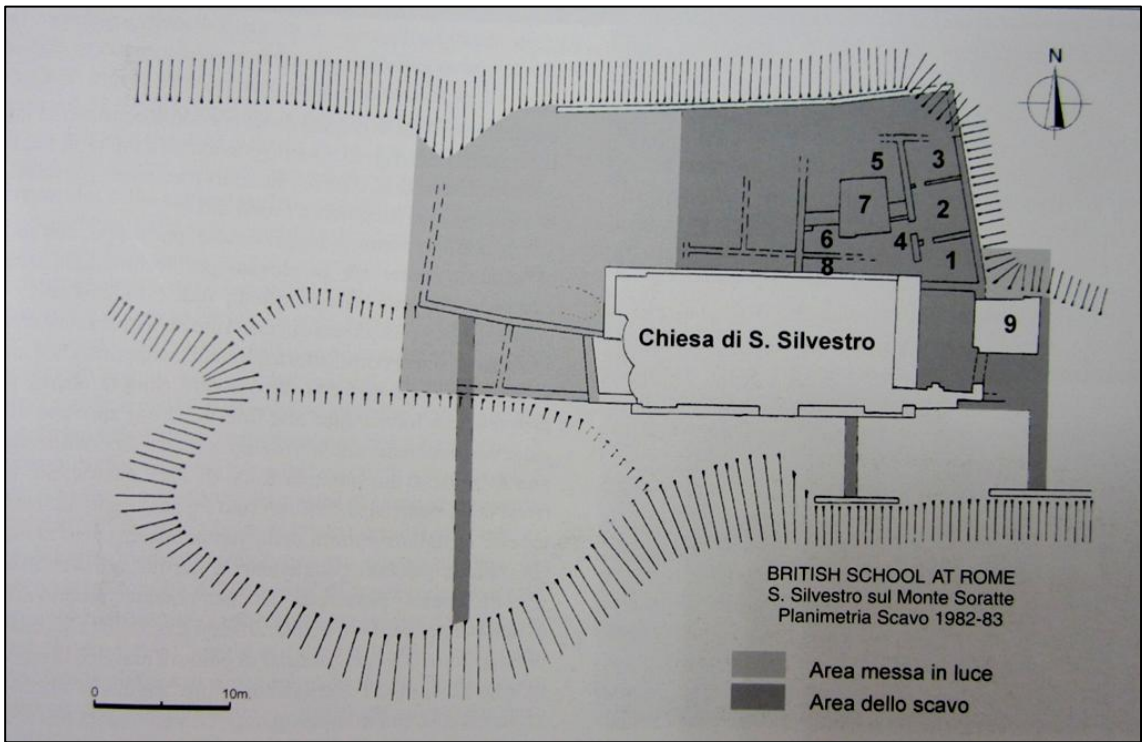 N
5
3
7
2
6
4
1
8
Chiesa di S. Silvestro
9
BRITISH SCHOOL AT ROME
S. Silvestro sul Monte Soratte
Planimetria Scavo 1982-83
Area messa in luce
Area dello scavo
0 10m.